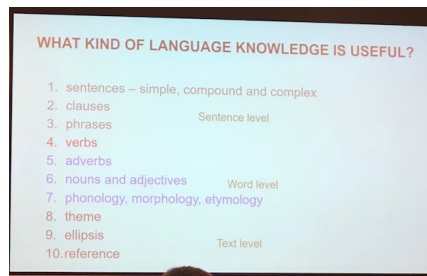 WHAT KIND OF LANGUAGE KNOWLEDGE IS USEFUL?
1. sentences – simple, compound and complex
2. clauses
Sentence level
3. phrases
4. verbs
5. adverbs
6. nouns and adjectives
Word level
7. phonology, morphology, etymology
8. theme
9. ellipsis
Text level
10.reference